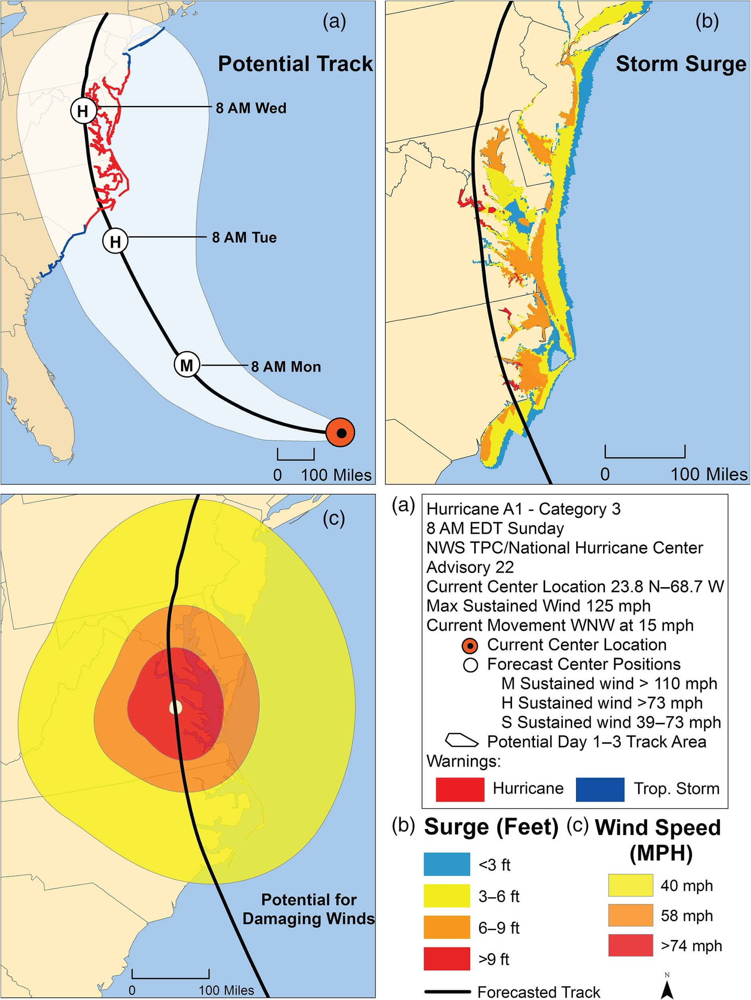 (a)
Potential Track
H
8 AM Wed
H
8 AM Tue
M
8 AM Mon
0 100 Miles
(b)
Storm Surge
0 100 Miles
(c)
Potential for
Damaging Winds
0 100 Miles
(a)
Hurricane A1 - Category 3
8 AM EDT Sunday
NWS TPC/National Hurricane Center
Advisory 22
Current Center Location 23.8 N–68.7 W
Max Sustained Wind 125 mph
Current Movement WNW at 15 mph
Current Center Location
Forecast Center Positions
M Sustained wind > 110 mph
H Sustained wind >73 mph
S Sustained wind 39–73 mph
Potential Day 1–3 Track Area
Warnings:
Hurricane Trop. Storm
(b) Surge (Feet)
<3 ft
3–6 ft
6–9 ft
>9 ft
Forecasted Track
(c) Wind Speed
(MPH)
40 mph
58 mph
>74 mph
N